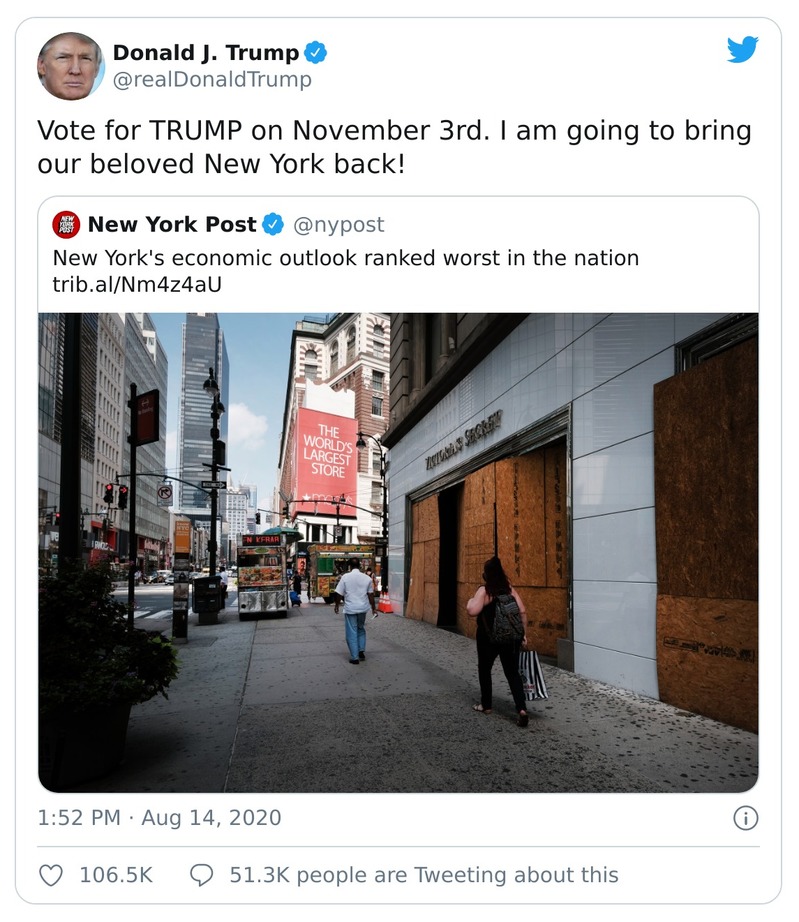 Donald J. Trump
@realDonaldTrump
Vote for TRUMP on November 3rd. I am going to bring
our beloved New York back!
NEW
YORK
POST
New York Post @nypost
New York's economic outlook ranked worst in the nation
trib.al/Nm4z4aU
THE
WORLD'S
LARGEST
STORE
VICTORIA'S SECRET
1:52 PM · Aug 14, 2020
106.5K
51.3K people are Tweeting about this